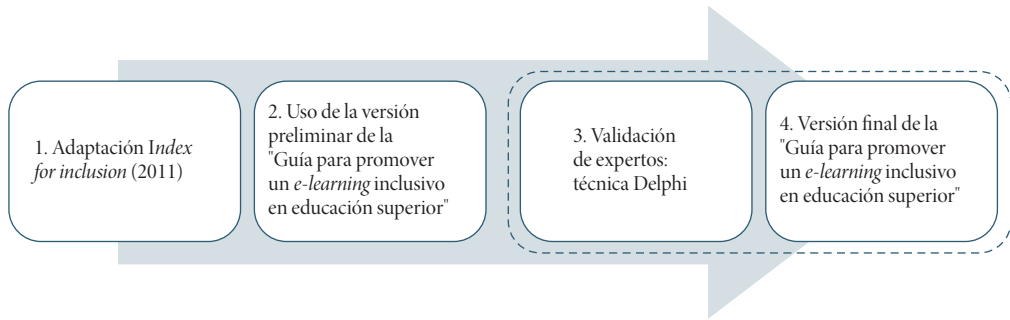 1. Adaptación Index
for inclusion (2011)
2. Uso de la versión
preliminar de la
"Guía para promover
un e-learning inclusivo
en educación superior"
3. Validación
de expertos:
técnica Delphi
4. Versión final de la
"Guía para promover
un e-learning inclusivo
en educación superior"